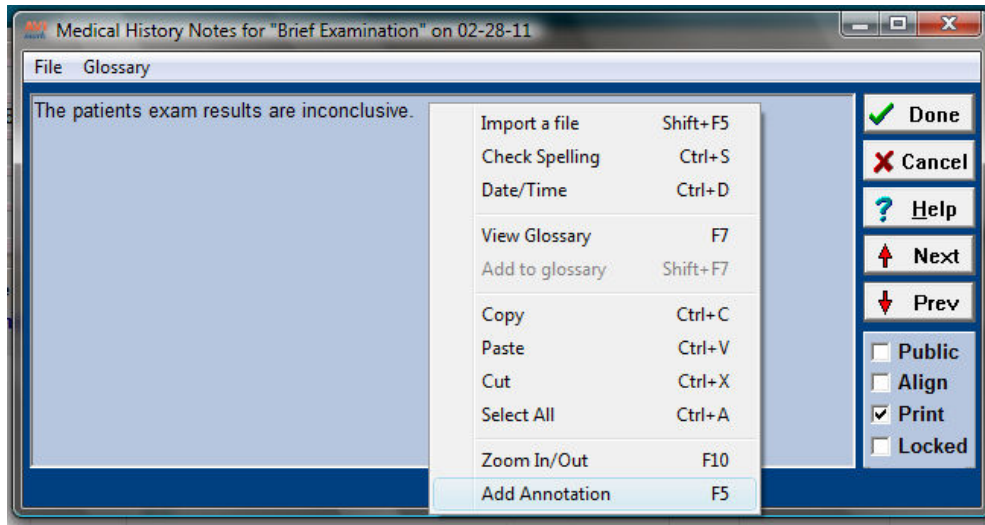 Medical History Notes for "Brief Examination" on 02-28-11
File Glossary
The patients exam results are inconclusive.
Import a file Shift+F5
Check Spelling Ctrl+S
Date/Time Ctrl+D
View Glossary F7
Add to glossary Shift+F7
Copy Ctrl+C
Paste Ctrl+V
Cut Ctrl+X
Select All Ctrl+A
Zoom In/Out F10
Add Annotation F5
Done
Cancel
? Help
Next
Prev
Public
Align
Print
Locked